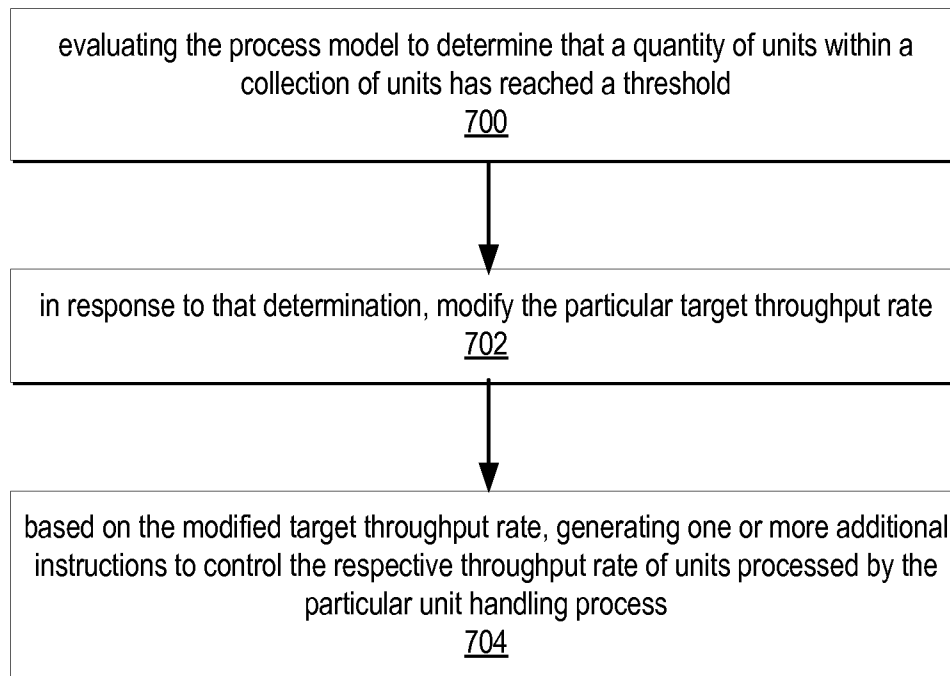 evaluating the process model to determine that a quantity of units within a
collection of units has reached a threshold
700
in response to that determination, modify the particular target throughput rate
702
based on the modified target throughput rate, generating one or more additional
instructions to control the respective throughput rate of units processed by the
particular unit handling process
704